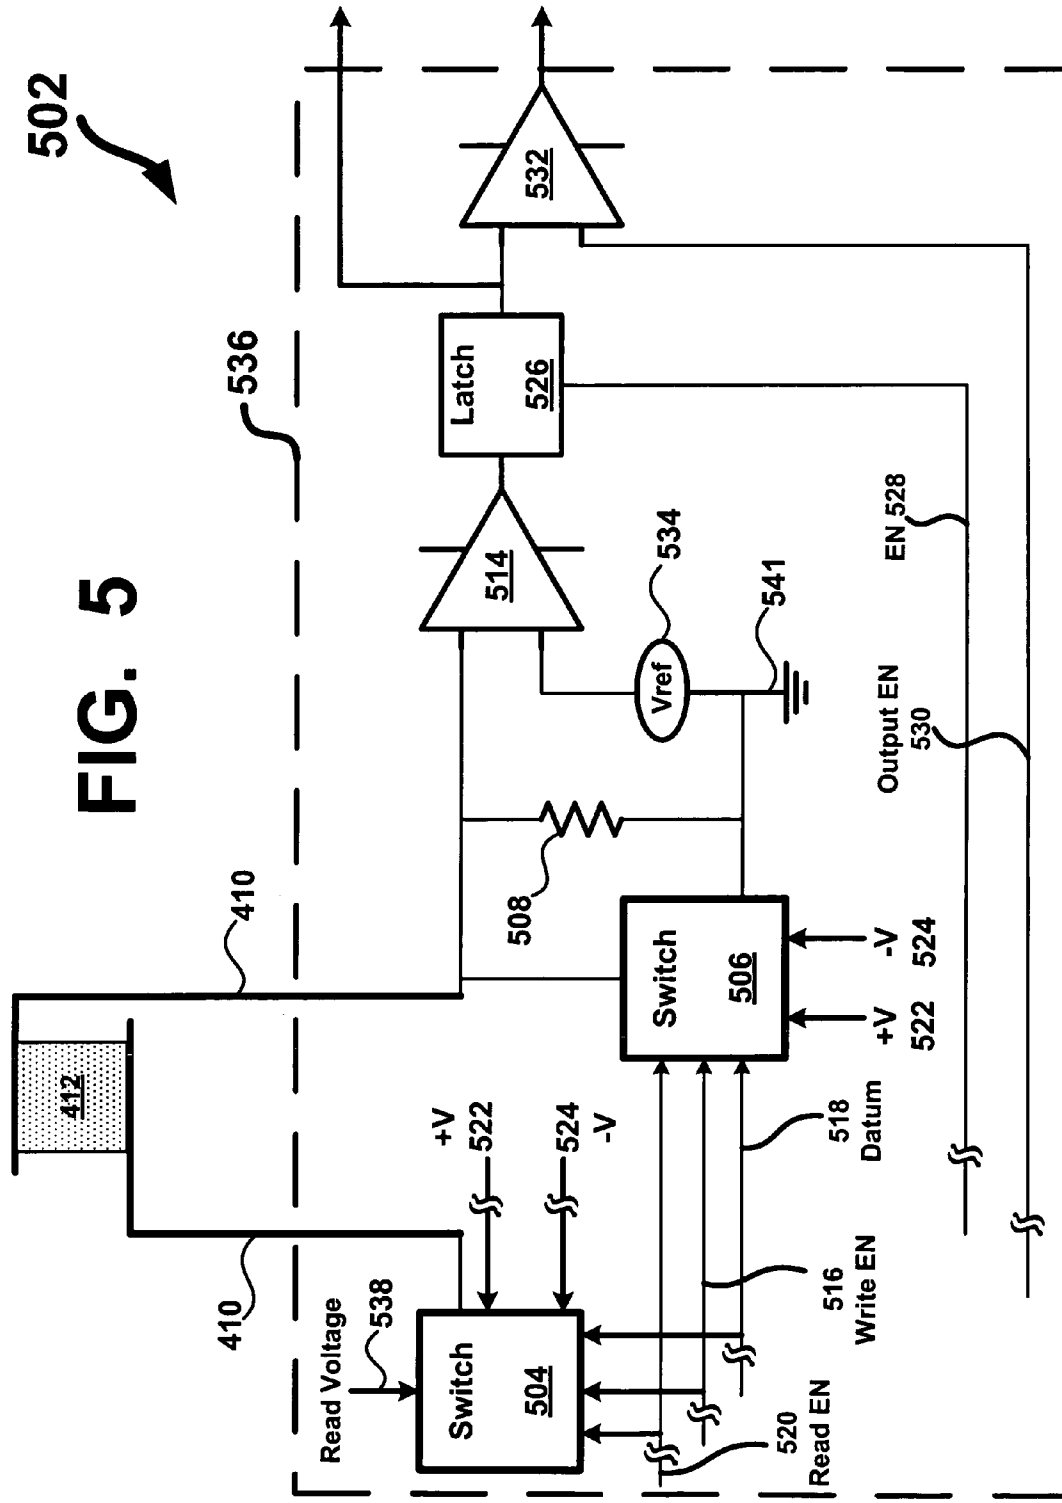 FIG. 5
502
536
410
412
410
Read Voltage
538
Switch
504
+V
522
524
-V
Switch
506
+V
522
-V
524
508
514
Vref
534
541
Latch
526
532
EN 528
Output EN
530
518
Datum
516
Write EN
520
Read EN